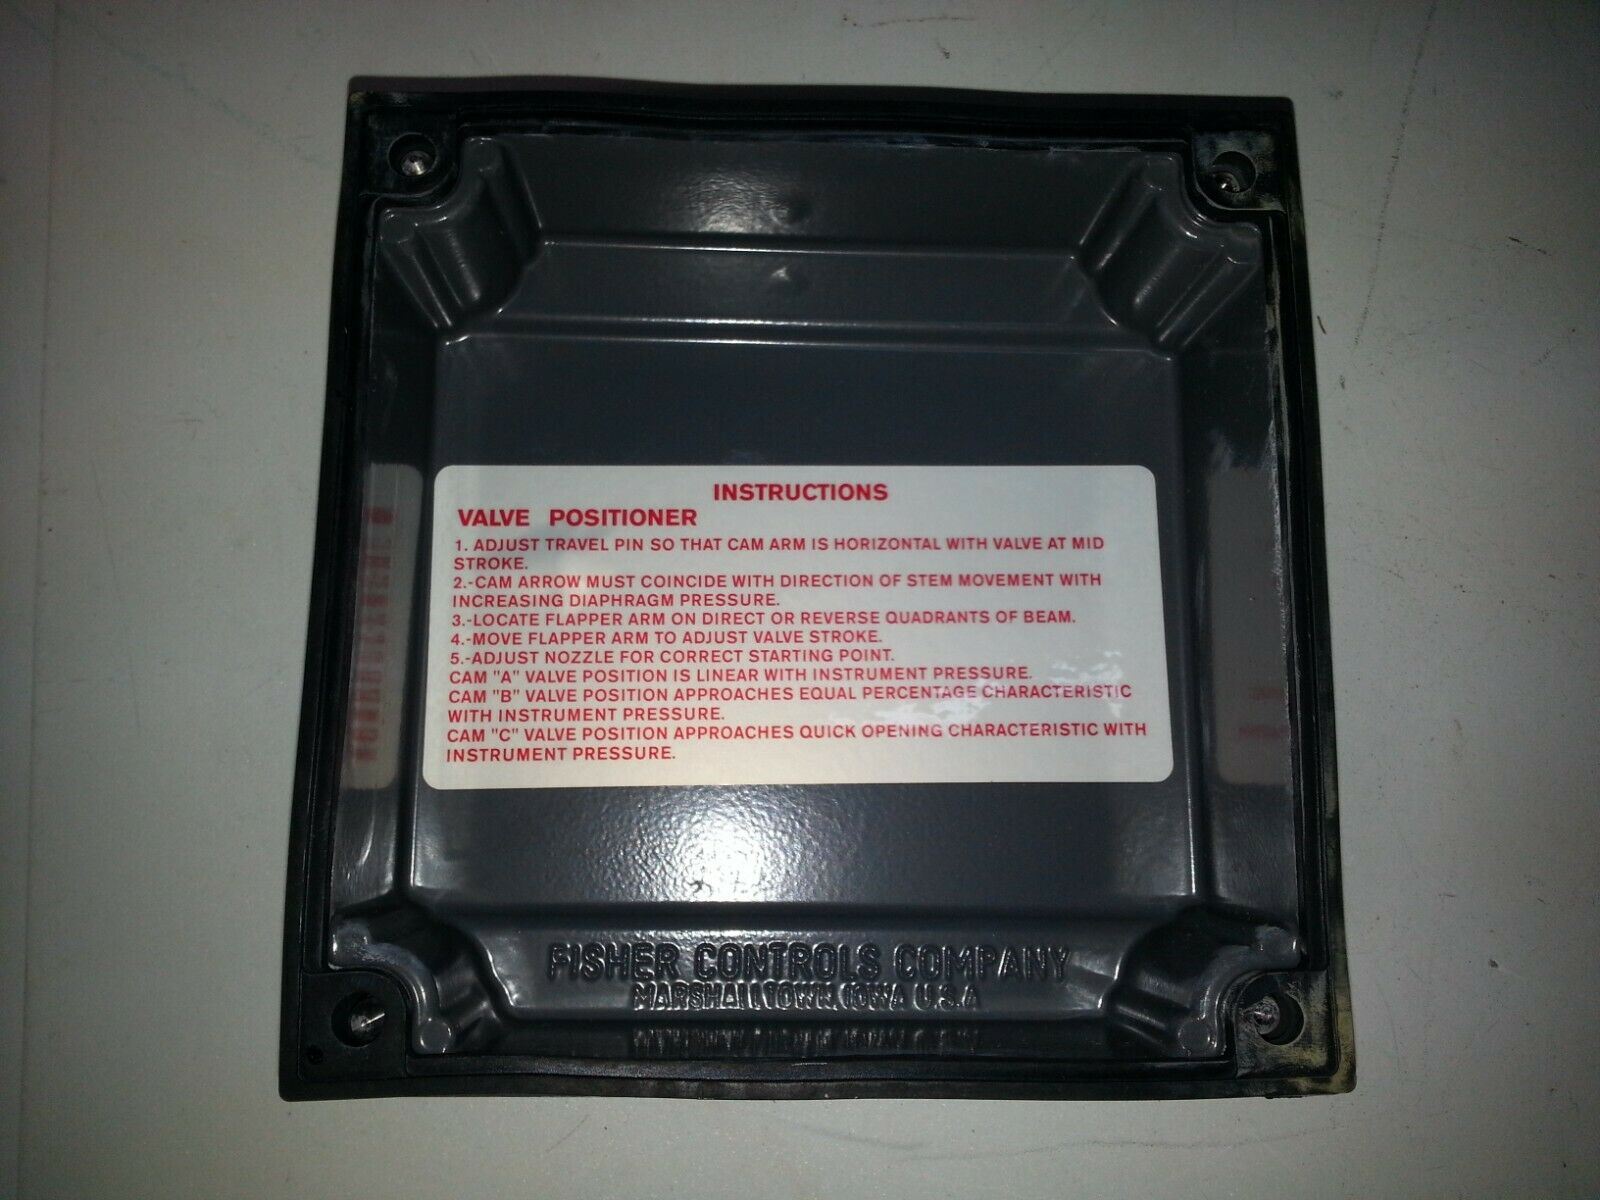 INSTRUCTIONS
VALVE POSITIONER
1. ADJUST TRAVEL PIN SO THAT CAM ARM IS HORIZONTAL WITH VALVE AT MID
STROKE.
2.-CAM ARROW MUST COINCIDE WITH DIRECTION OF STEM MOVEMENT WITH
INCREASING DIAPHRAGM PRESSURE.
3.-LOCATE FLAPPER ARM ON DIRECT OR REVERSE QUADRANTS OF BEAM.
4.-MOVE FLAPPER ARM TO ADJUST VALVE STROKE.
5.-ADJUST NOZZLE FOR CORRECT STARTING POINT.
CAM "A" VALVE POSITION IS LINEAR WITH INSTRUMENT PRESSURE.
CAM "B" VALVE POSITION APPROACHES EQUAL PERCENTAGE CHARACTERISTIC
WITH INSTRUMENT PRESSURE.
CAM "C" VALVE POSITION APPROACHES QUICK OPENING CHARACTERISTIC WITH
INSTRUMENT PRESSURE.
FISHER CONTROLS COMPANY
MARSHALLTOWN, IOWA U.S.A